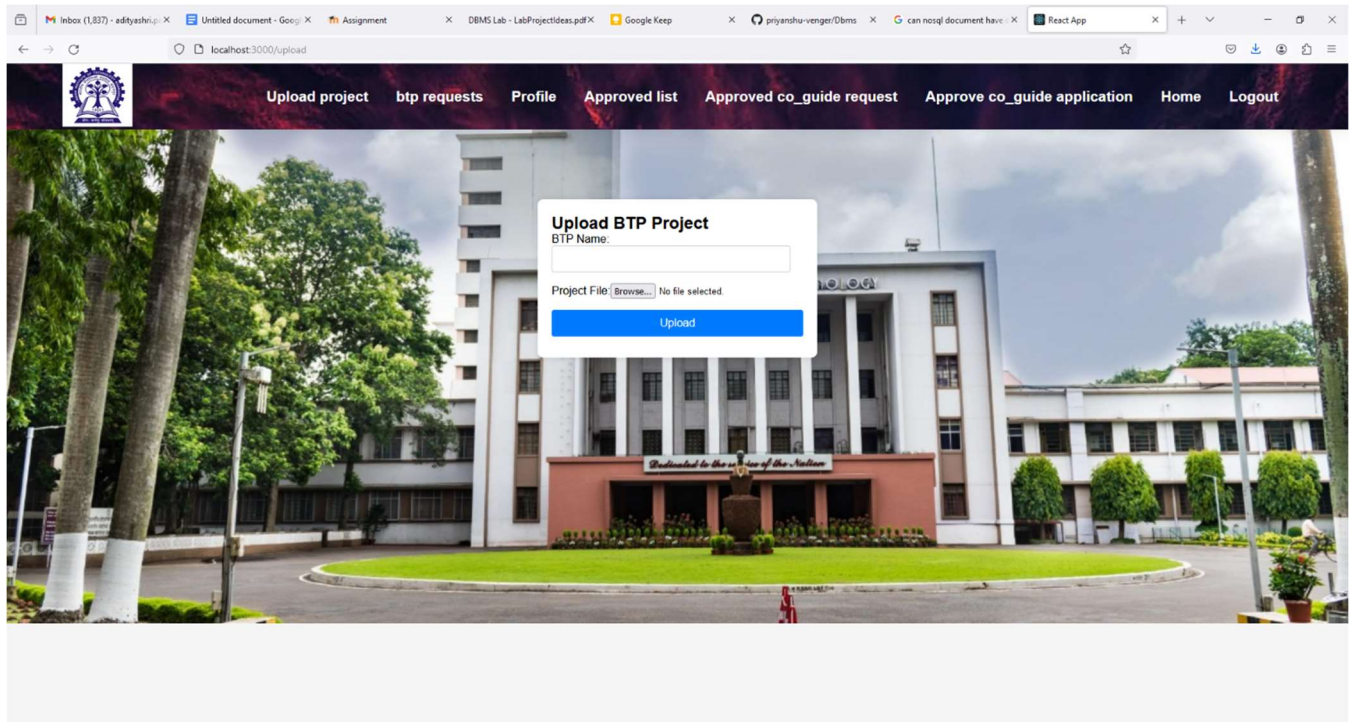 Inbox (1,837) - adityashri.p
Untitled document - Googl
Assignment
DBMS Lab - LabProjectIdeas.pdf
Google Keep
priyanshu-venger/Dbms
can nosql document have
React App
localhost:3000/upload
Upload project
btp requests
Profile
Approved list
Approved co_guide request
Approve co_guide application
Home
Logout
Upload BTP Project
BTP Name:
Project File: Browse... No file selected.
Upload
OLOGY
Dedicated to the service of the Nation